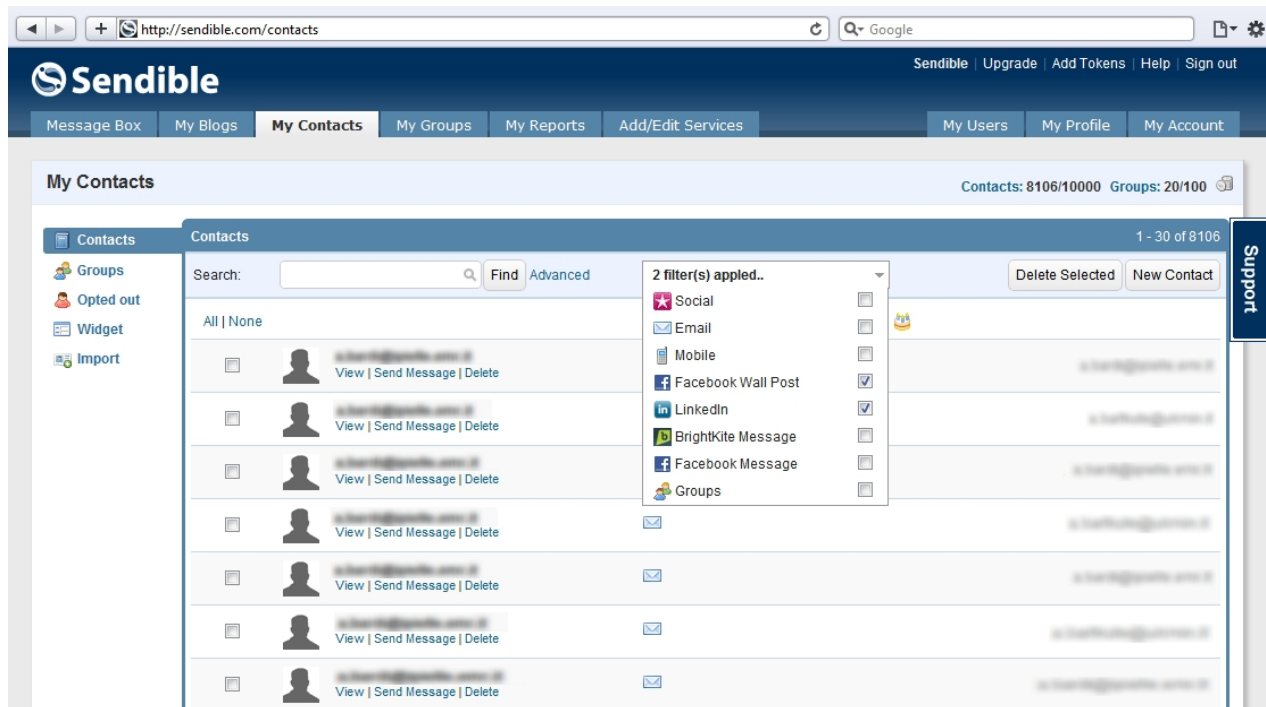 http://sendible.com/contacts Google
Sendible | Upgrade | Add Tokens | Help | Sign out
Sendible
Message Box My Blogs My Contacts My Groups My Reports Add/Edit Services My Users My Profile My Account
My Contacts Contacts: 8106/10000 Groups: 20/100
Contacts Contacts 1 - 30 of 8106
Groups Search: Find Advanced 2 filter(s) appled.. Delete Selected New Contact
Support
Opted out Social
Widget All | None Email
Import Mobile
View | Send Message | Delete Facebook Wall Post
LinkedIn
View | Send Message | Delete BrightKite Message
Facebook Message
View | Send Message | Delete
Groups
View | Send Message | Delete
View | Send Message | Delete
View | Send Message | Delete
View | Send Message | Delete